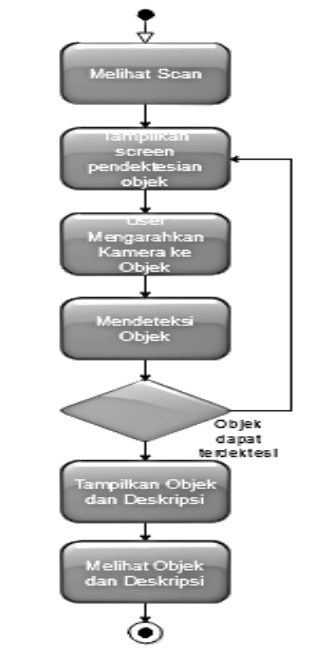 Melihat Scan
Tampilkan
screen
pendektesian
objek
User
Mengarahkan
Kamera ke
Objek
Mendeteksi
Objek
Objek
dapat
terdektesi
Tampilkan Objek
dan Deskripsi
Melihat Objek
dan Deskripsi